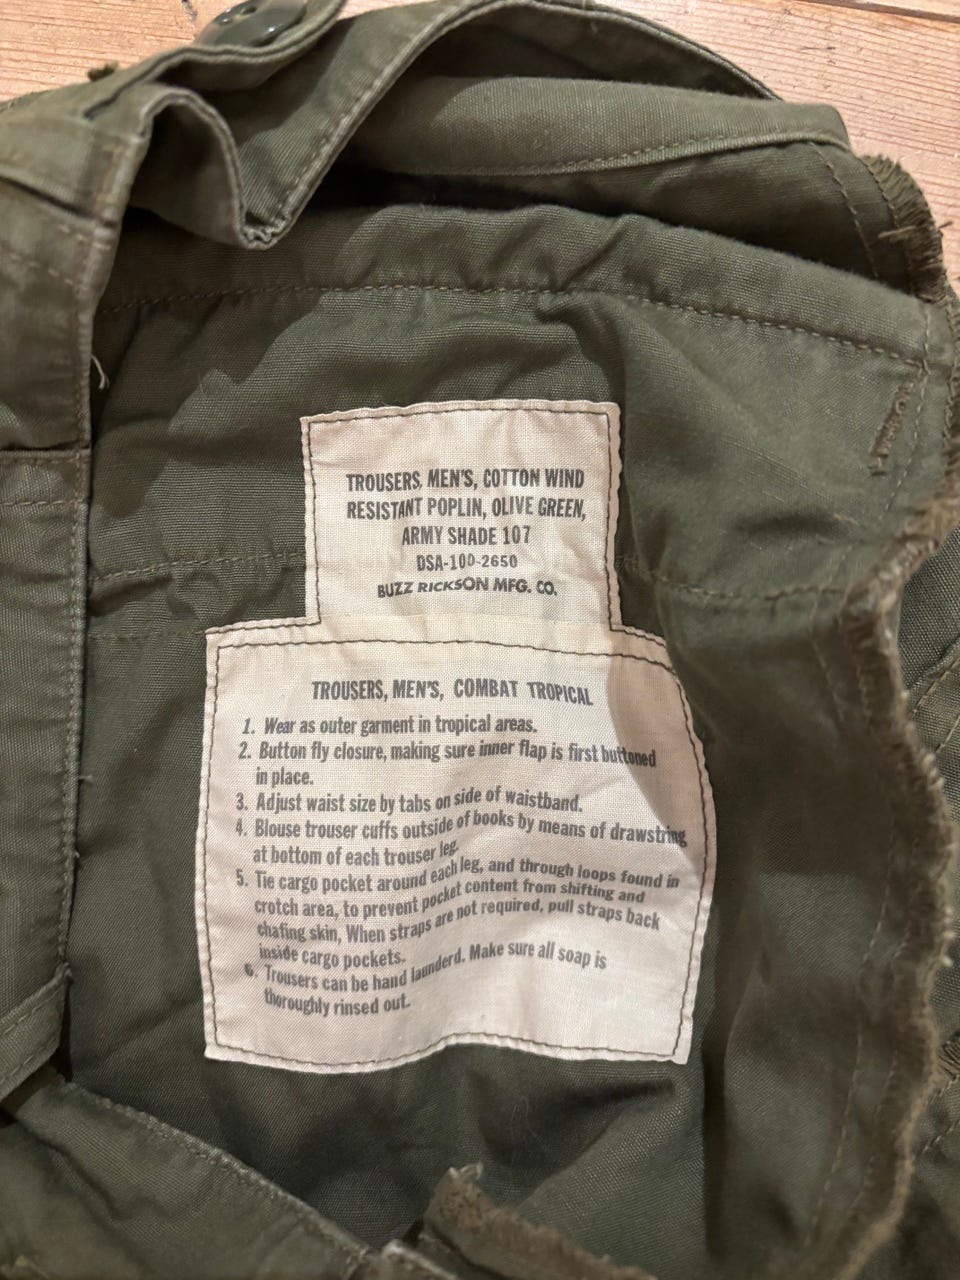 TROUSERS, MEN'S, COTTON WIND
RESISTANT POPLIN, OLIVE GREEN,
ARMY SHADE 107
DSA-100-2650
BUZZ RICKSON MFG. CO.
TROUSERS, MEN'S, COMBAT TROPICAL
1. Wear as outer garment in tropical areas.
2. Button fly closure, making sure inner flap is first buttoned
in place.
3. Adjust waist size by tabs on side of waistband.
4. Blouse trouser cuffs outside of books by means of drawstring
at bottom of each trouser leg.
5. Tie cargo pocket around each leg, and through loops found in
crotch area, to prevent pocket content from shifting and
chafing skin, When straps are not required, pull straps back
inside cargo pockets.
6. Trousers can be hand launderd. Make sure all soap is
thoroughly rinsed out.